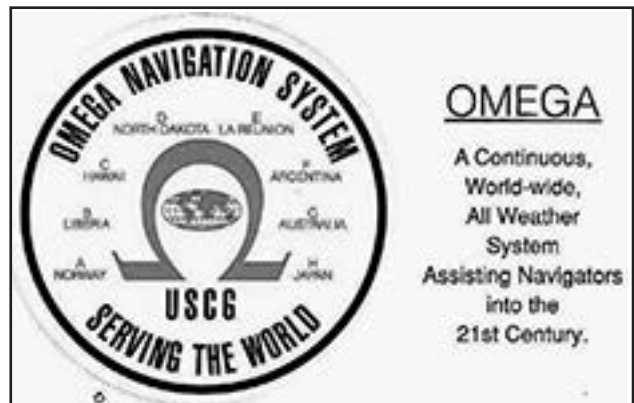 OMEGA NAVIGATION SYSTEM
D
NORTH DAKOTA
E
LA REUNION
C
HAWAII
F
ARGENTINA
B
LIBERIA
G
AUSTRALIA
A
NORWAY
H
JAPAN
USCG
SERVING THE WORLD
OMEGA
A Continuous,
World-wide,
All Weather
System
Assisting Navigators
into the
21st Century.